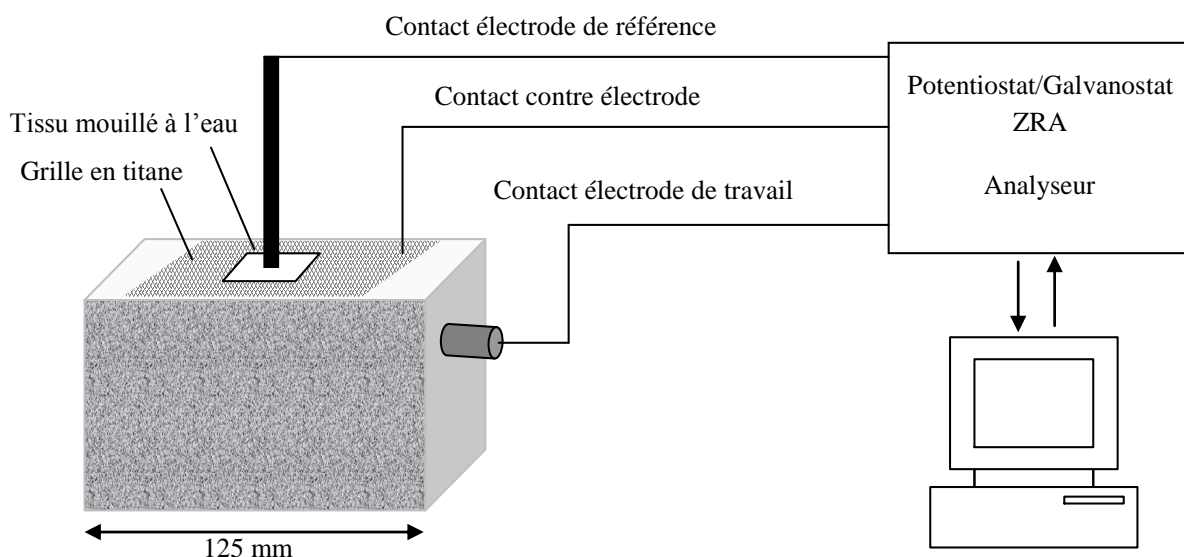 Contact électrode de référence
Contact contre électrode
Tissu mouillé à l'eau
Grille en titane
Contact électrode de travail
Potentiostat/Galvanostat
ZRA
Analyseur
125 mm